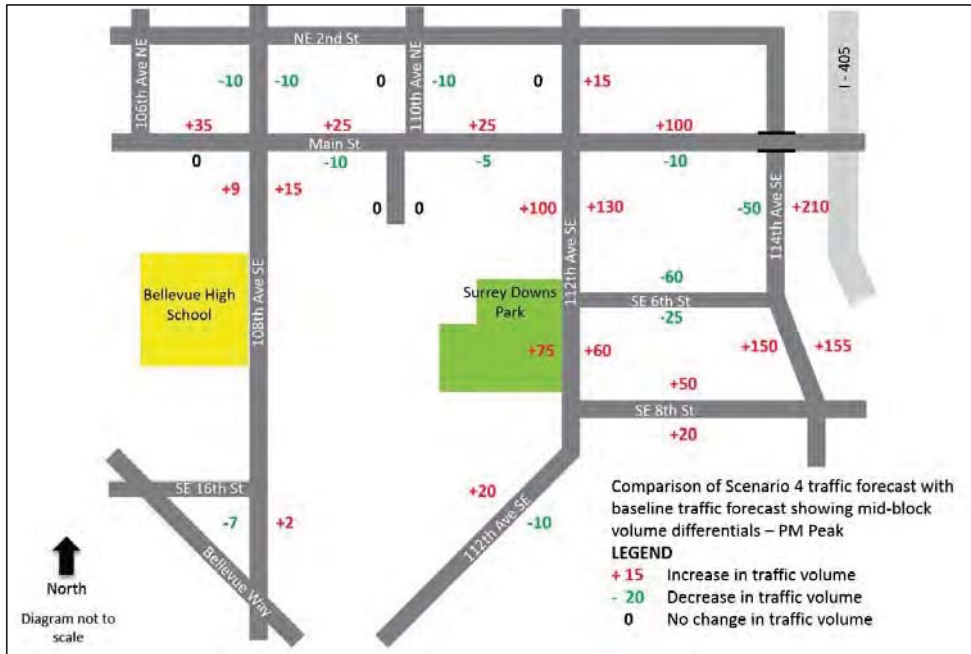 NE 2nd St
106th Ave NE
110th Ave NE
I - 405
-10
-10
0
-10
0
+15
+35
+25
+25
+100
Main St
0
-10
-5
-10
+9
+15
0
0
+100
+130
-50
+210
108th Ave SE
112th Ave SE
114th Ave SE
Bellevue High
School
Surrey Downs
Park
-60
SE 6th St
-25
+75
+60
+150
+155
+50
SE 8th St
+20
SE 16th St
-7
+2
Bellevue Way
+20
-10
112th Ave SE
North
Diagram not to
scale
Comparison of Scenario 4 traffic forecast with
baseline traffic forecast showing mid-block
volume differentials – PM Peak
LEGEND
+ 15 Increase in traffic volume
- 20 Decrease in traffic volume
0 No change in traffic volume